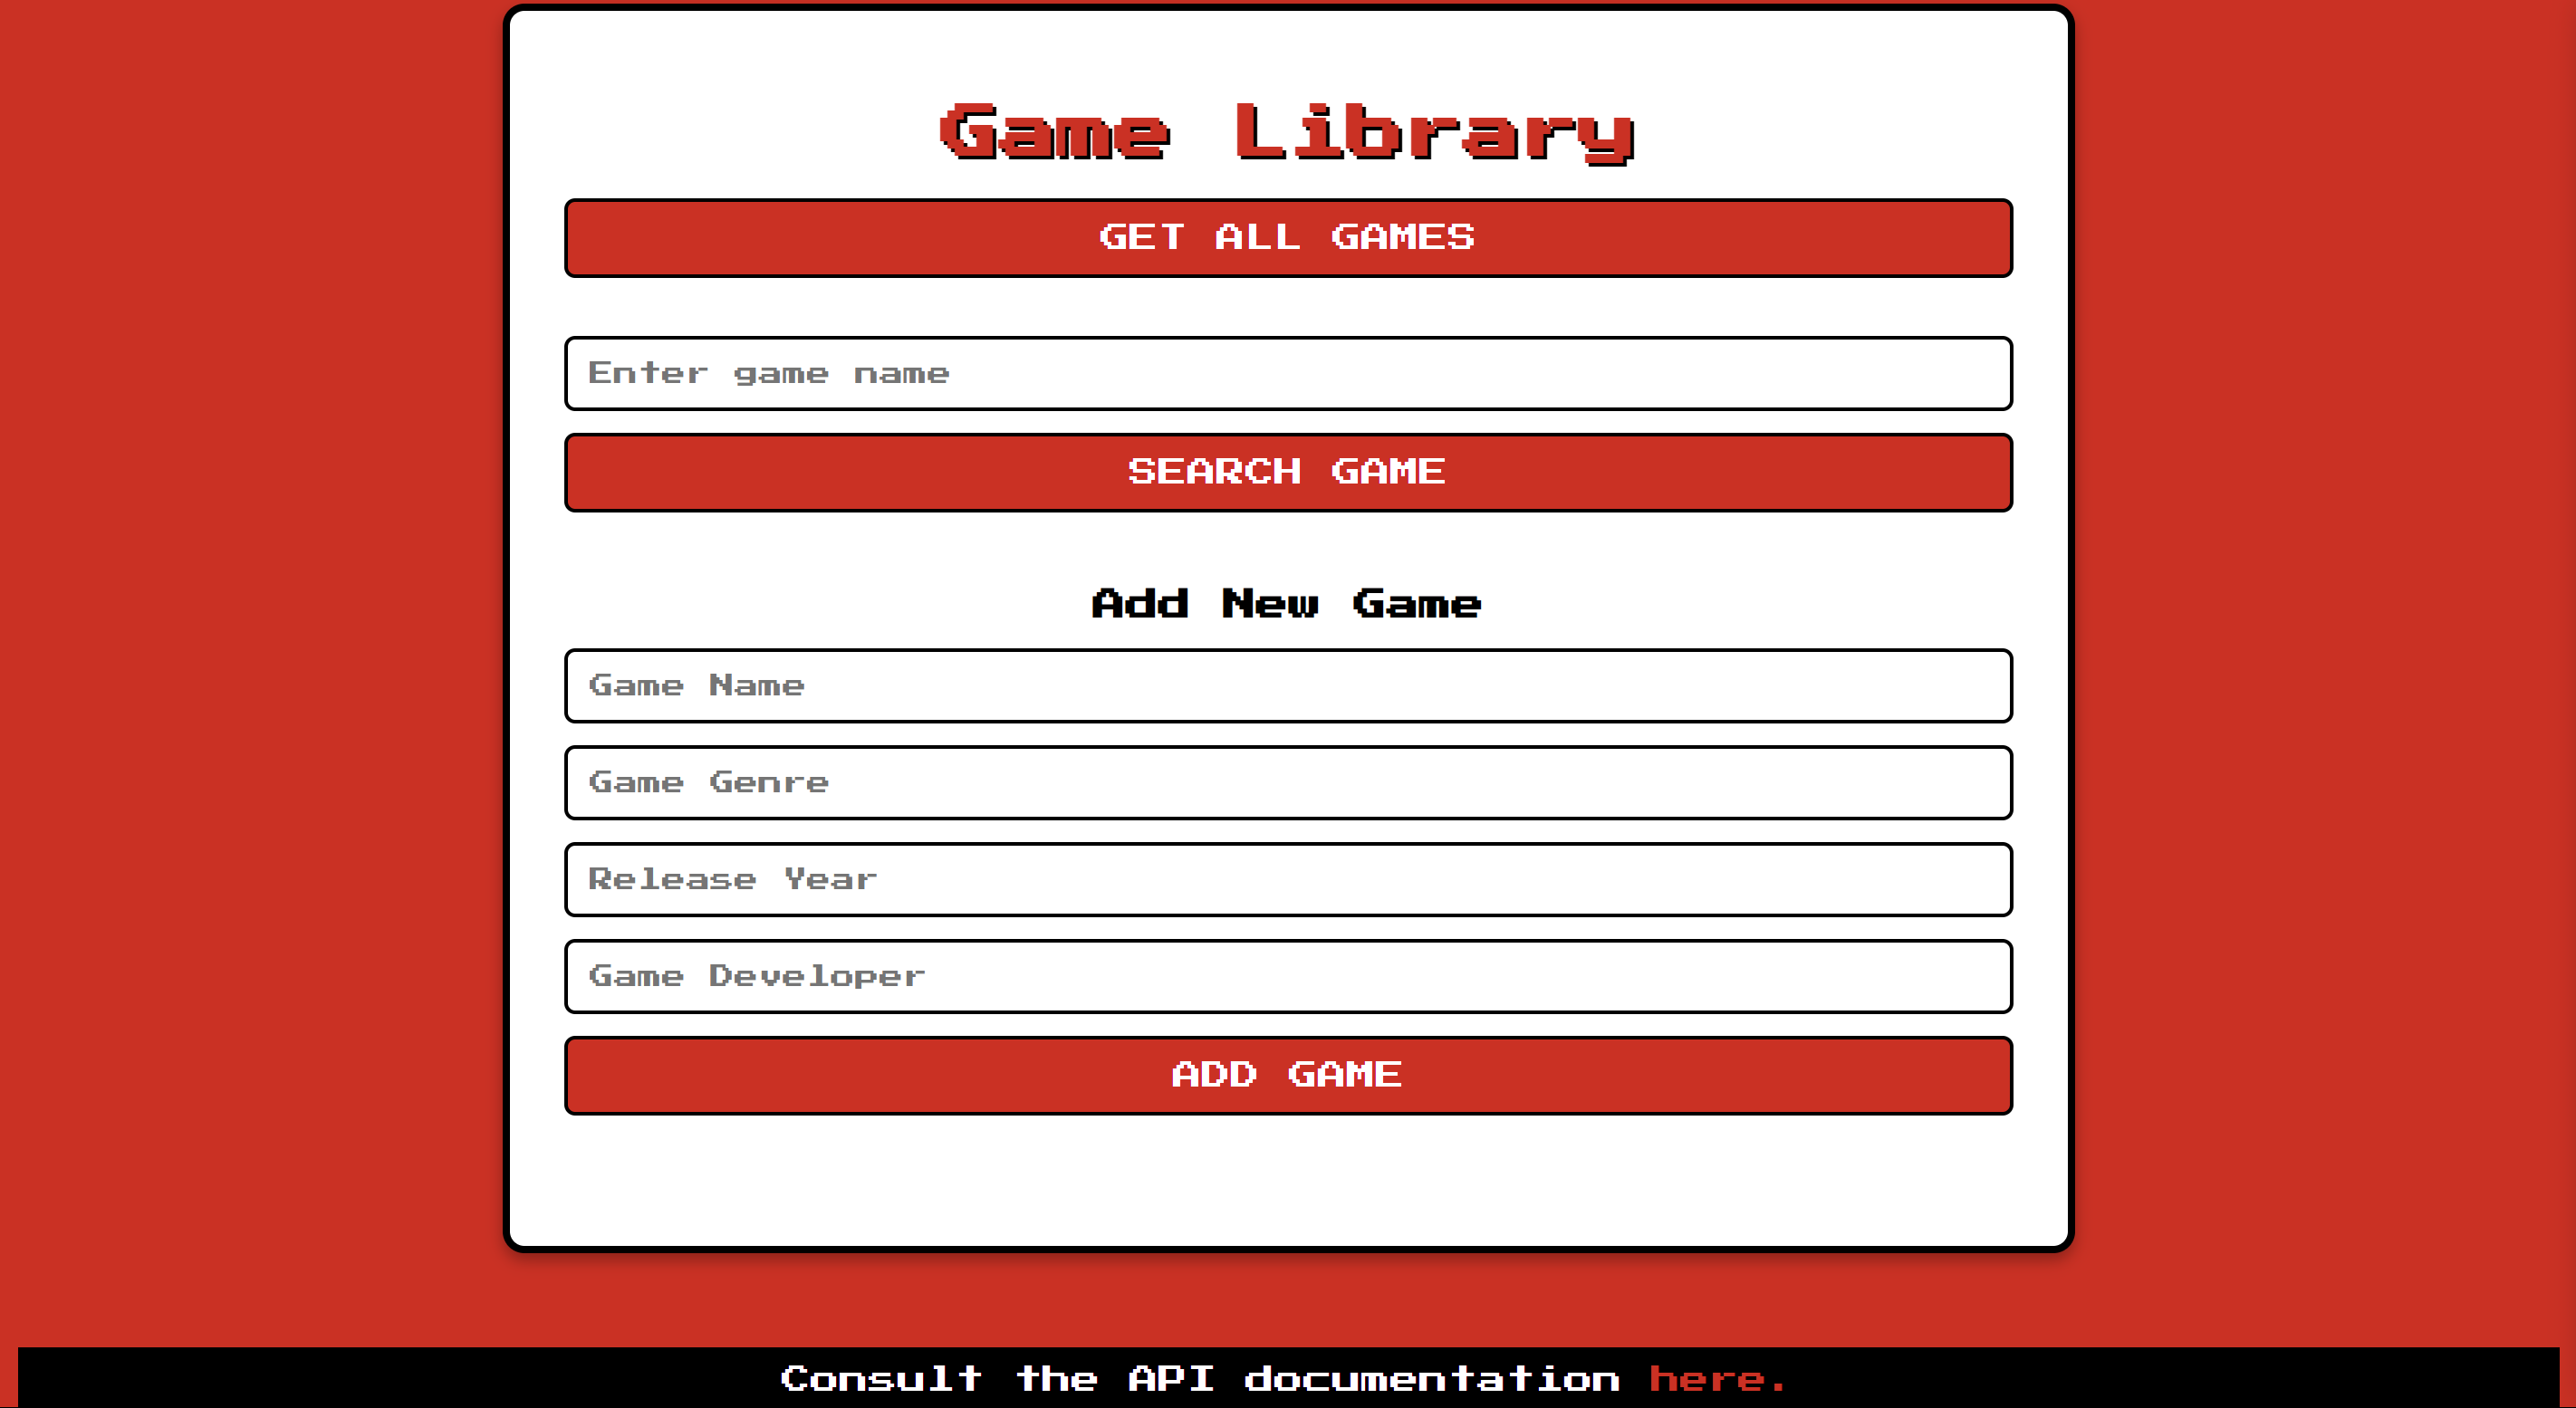 Game Library
GET ALL GAMES
Enter game name
SEARCH GAME
Add New Game
Game Name
Game Genre
Release Year
Game Developer
ADD GAME
Consult the API documentation here.